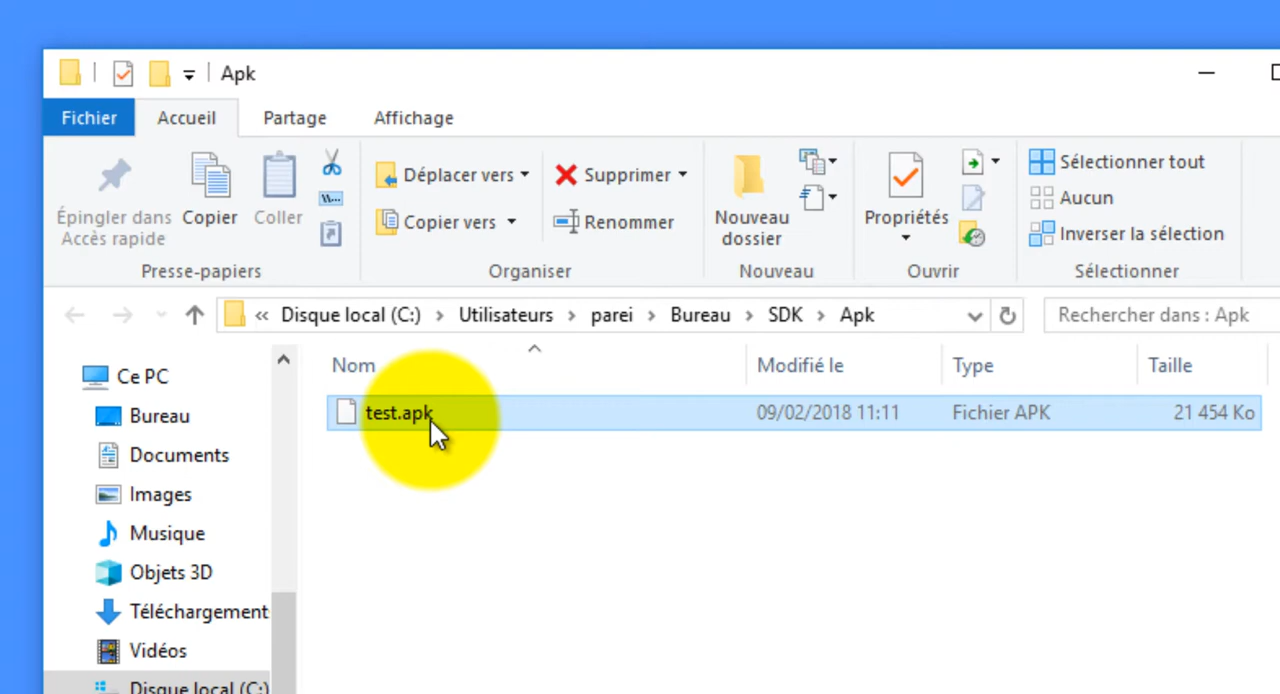 Apk
Fichier Accueil Partage Affichage
Épingler dans
Accès rapide
Copier
Coller
Presse-papiers
Déplacer vers
Copier vers
Supprimer
Renommer
Organiser
Nouveau
dossier
Nouveau
Propriétés
Ouvrir
Sélectionner tout
Aucun
Inverser la sélection
Sélectionner
« Disque local (C:) › Utilisateurs › parei › Bureau › SDK › Apk
Rechercher dans : Apk
Nom Modifié le Type Taille
test.apk 09/02/2018 11:11 Fichier APK 21 454 Ko
Ce PC
Bureau
Documents
Images
Musique
Objets 3D
Téléchargement
Vidéos
Disque local (C:)